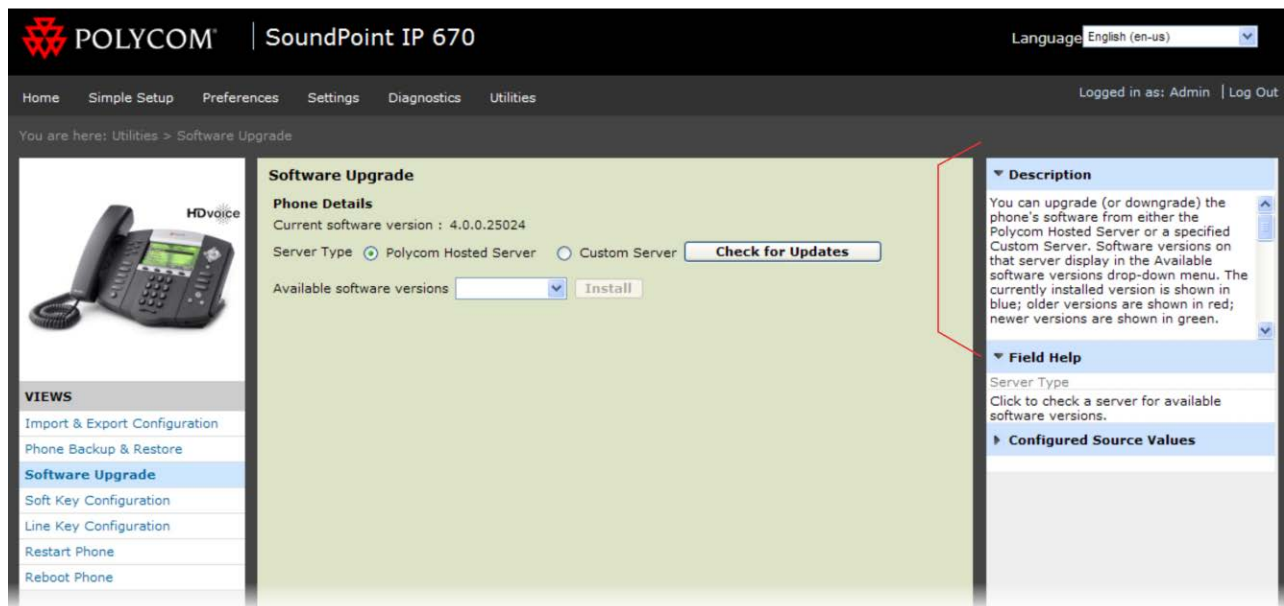 POLYCOM
SoundPoint IP 670
Language English (en-us)
Home Simple Setup Preferences Settings Diagnostics Utilities
Logged in as: Admin | Log Out
You are here: Utilities > Software Upgrade
HDvoice
VIEWS
Import & Export Configuration
Phone Backup & Restore
Software Upgrade
Soft Key Configuration
Line Key Configuration
Restart Phone
Reboot Phone
Software Upgrade
Phone Details
Current software version : 4.0.0.25024
Server Type Polycom Hosted Server Custom Server Check for Updates
Available software versions Install
Description
You can upgrade (or downgrade) the
phone's software from either the
Polycom Hosted Server or a specified
Custom Server. Software versions on
that server display in the Available
software versions drop-down menu. The
currently installed version is shown in
blue; older versions are shown in red;
newer versions are shown in green.
Field Help
Server Type
Click to check a server for available
software versions.
Configured Source Values